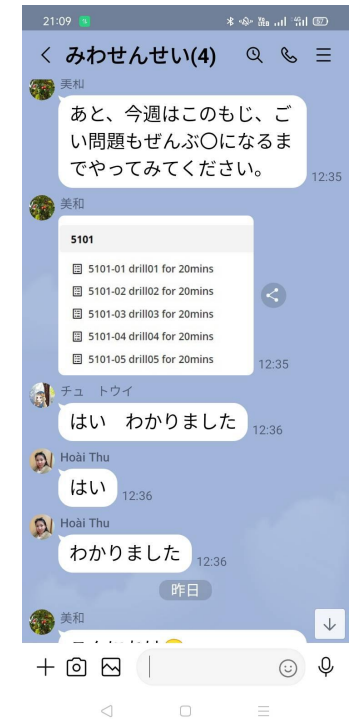 21:09
57
みわせんせい(4)
美和
あと、今週はこのもじ、ご
い問題もぜんぶ〇になるま
でやってみてください。
12:35
美和
5101
5101-01 drill01 for 20mins
5101-02 drill02 for 20mins
5101-03 drill03 for 20mins
5101-04 drill04 for 20mins
5101-05 drill05 for 20mins
12:35
チュ　トウイ
はい　わかりました
12:36
Hoài Thu
はい
12:36
Hoài Thu
わかりました
12:36
昨日
美和